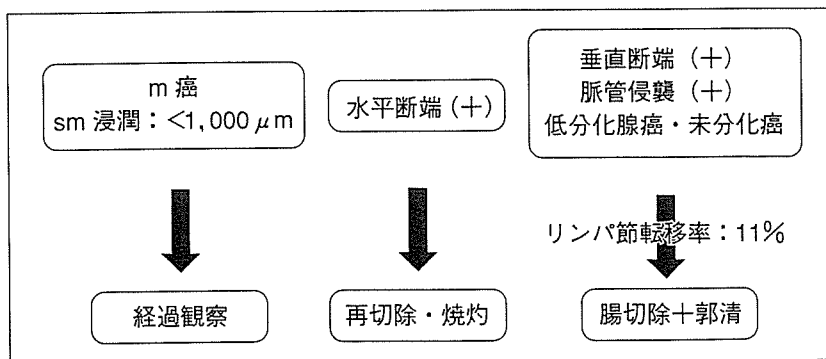 m 癌
sm 浸潤：<1,000 μm
水平断端（＋）
垂直断端（＋）
脈管侵襲（＋）
低分化腺癌・未分化癌
リンパ節転移率：11%
経過観察
再切除・焼灼
腸切除＋郭清